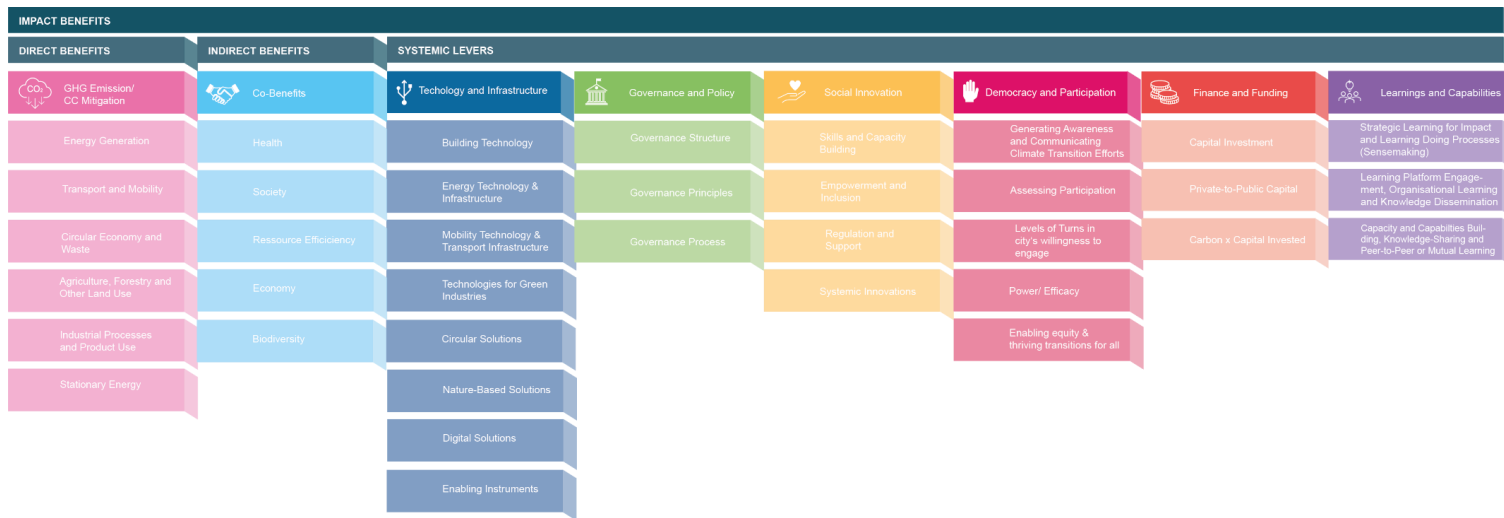 IMPACT BENEFITS
DIRECT BENEFITS
INDIRECT BENEFITS
SYSTEMIC LEVERS
CO₂
GHG Emission/
CC Mitigation
Energy Generation
Transport and Mobility
Circular Economy and
Waste
Agriculture, Forestry and
Other Land Use
Industrial Processes
and Product Use
Stationary Energy
Co-Benefits
Health
Society
Ressource Efficiciency
Economy
Biodiversity
Techology and Infrastructure
Building Technology
Energy Technology &
Infrastructure
Mobility Technology &
Transport Infrastructure
Technologies for Green
Industries
Circular Solutions
Nature-Based Solutions
Digital Solutions
Enabling Instruments
Governance and Policy
Governance Structure
Governance Principles
Governance Process
Social Innovation
Skills and Capacity
Building
Empowerment and
Inclusion
Regulation and
Support
Systemic Innovations
Democracy and Participation
Generating Awareness
and Communicating
Climate Transition Efforts
Assessing Participation
Levels of Turns in
city's willingness to
engage
Power/ Efficacy
Enabling equity &
thriving transitions for all
Finance and Funding
Capital Investment
Private-to-Public Capital
Carbon x Capital Invested
Learnings and Capabilities
Strategic Learning for Impact
and Learning Doing Processes
(Sensemaking)
Learning Platform Engage-
ment, Organisational Learning
and Knowledge Dissemination
Capacity and Capabilties Buil-
ding, Knowledge-Sharing and
Peer-to-Peer or Mutual Learning